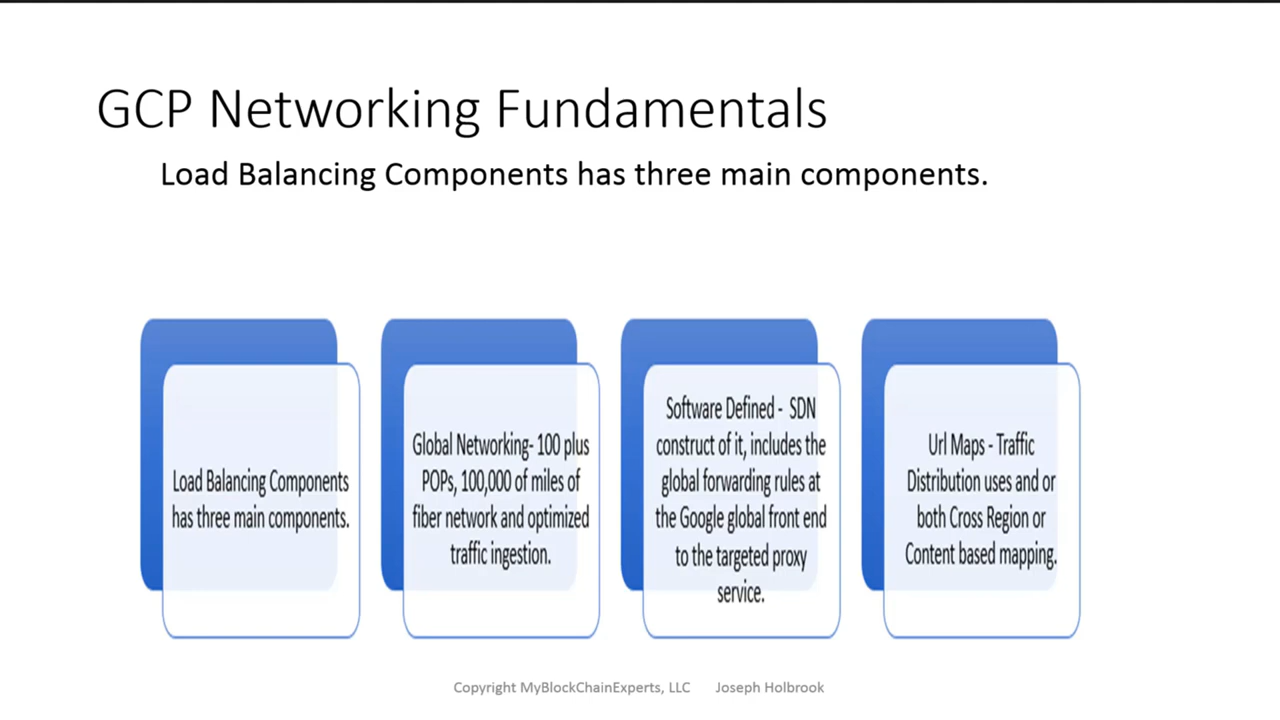 GCP Networking Fundamentals
Load Balancing Components has three main components.
Load Balancing Components
has three main components.
Global Networking- 100 plus
POPs, 100,000 of miles of
fiber network and optimized
traffic ingestion.
Software Defined - SDN
construct of it, includes the
global forwarding rules at
the Google global front end
to the targeted proxy
service.
Url Maps - Traffic
Distribution uses and or
both Cross Region or
Content based mapping.
Copyright MyBlockChainExperts, LLC Joseph Holbrook